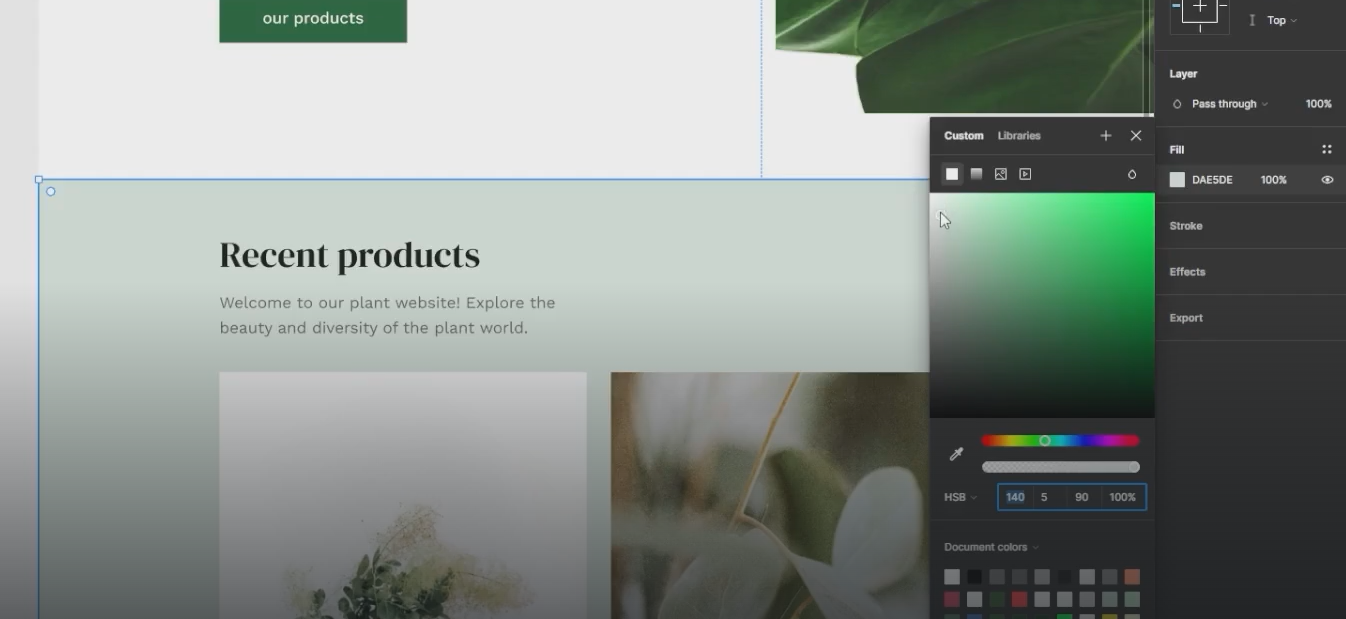 our products
Top
Layer
Pass through 100%
Custom Libraries
Fill
DAE5DE 100%
Stroke
Recent products
Effects
Welcome to our plant website! Explore the
beauty and diversity of the plant world.
Export
HSB 140 5 90 100%
Document colors